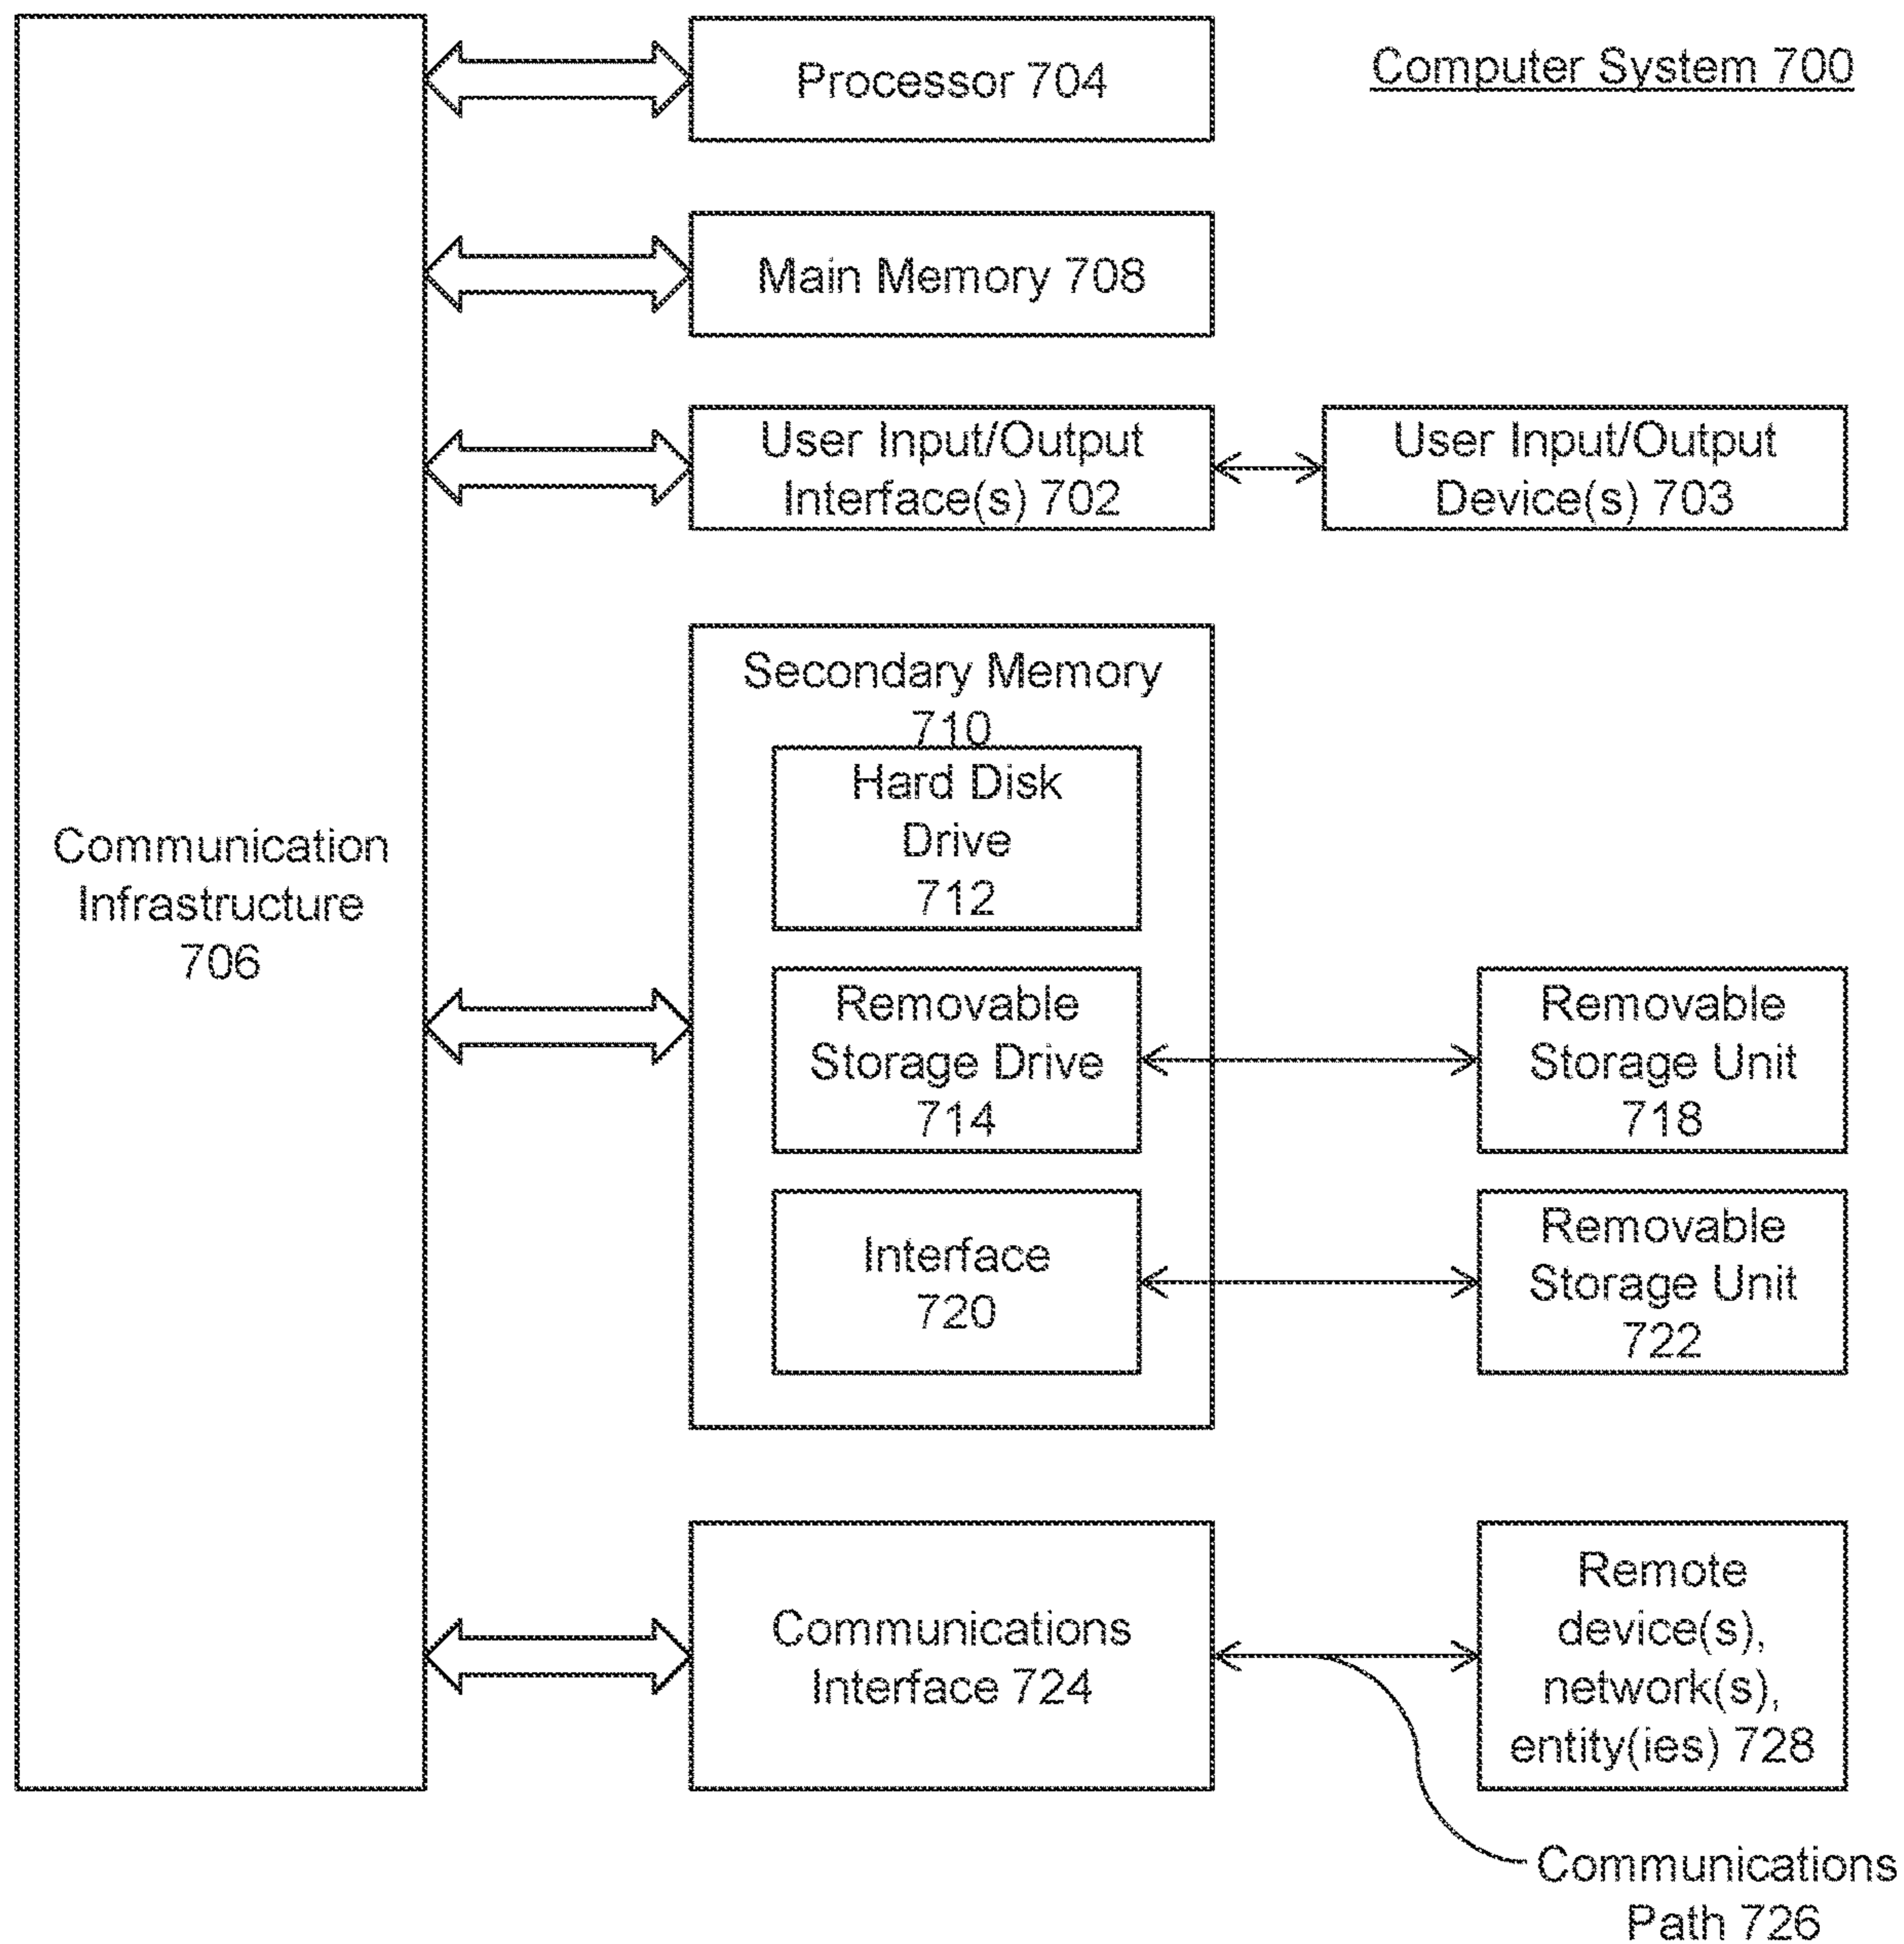 Computer System 700
Processor 704
Main Memory 708
User Input/Output
Interface(s) 702
User Input/Output
Device(s) 703
Communication
Infrastructure
706
Secondary Memory
710
Hard Disk
Drive
712
Removable
Storage Drive
714
Removable
Storage Unit
718
Interface
720
Removable
Storage Unit
722
Communications
Interface 724
Remote
device(s),
network(s),
entity(ies) 728
Communications
Path 726